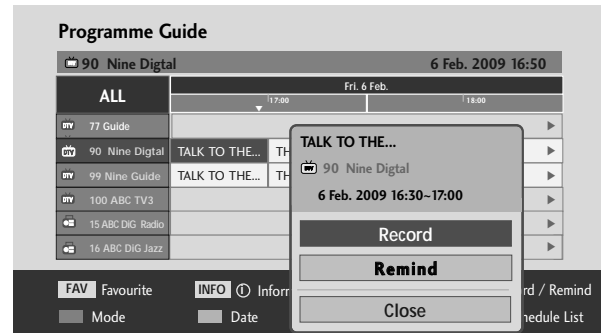 Programme Guide
90 Nine Digtal 6 Feb. 2009 16:50
ALL Fri. 6 Feb.
17:00 18:00
77 Guide
90 Nine Digtal TALK TO THE... TH
99 Nine Guide TALK TO THE... TH
100 ABC TV3
15 ABC DiG Radio
16 ABC DiG Jazz
TALK TO THE...
90 Nine Digtal
6 Feb. 2009 16:30~17:00
Record
Remind
Close
FAV Favourite INFO Infor rd / Remind
Mode Date hedule List